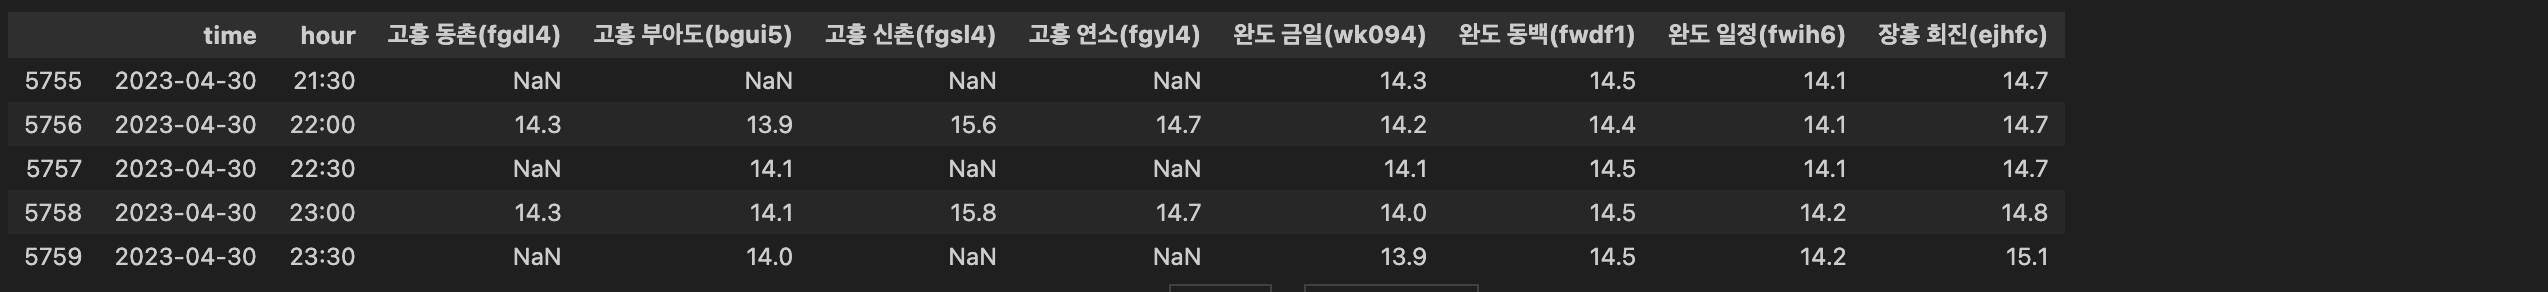 time hour 고흥 동촌(fgdl4) 고흥 부아도(bgui5) 고흥 신촌(fgsl4) 고흥 연소(fgyl4) 완도 금일(wk094) 완도 동백(fwdf1) 완도 일정(fwih6) 장흥 회진(ejhfc)
5755 2023-04-30 21:30 NaN NaN NaN NaN 14.3 14.5 14.1 14.7
5756 2023-04-30 22:00 14.3 13.9 15.6 14.7 14.2 14.4 14.1 14.7
5757 2023-04-30 22:30 NaN 14.1 NaN NaN 14.1 14.5 14.1 14.7
5758 2023-04-30 23:00 14.3 14.1 15.8 14.7 14.0 14.5 14.2 14.8
5759 2023-04-30 23:30 NaN 14.0 NaN NaN 13.9 14.5 14.2 15.1